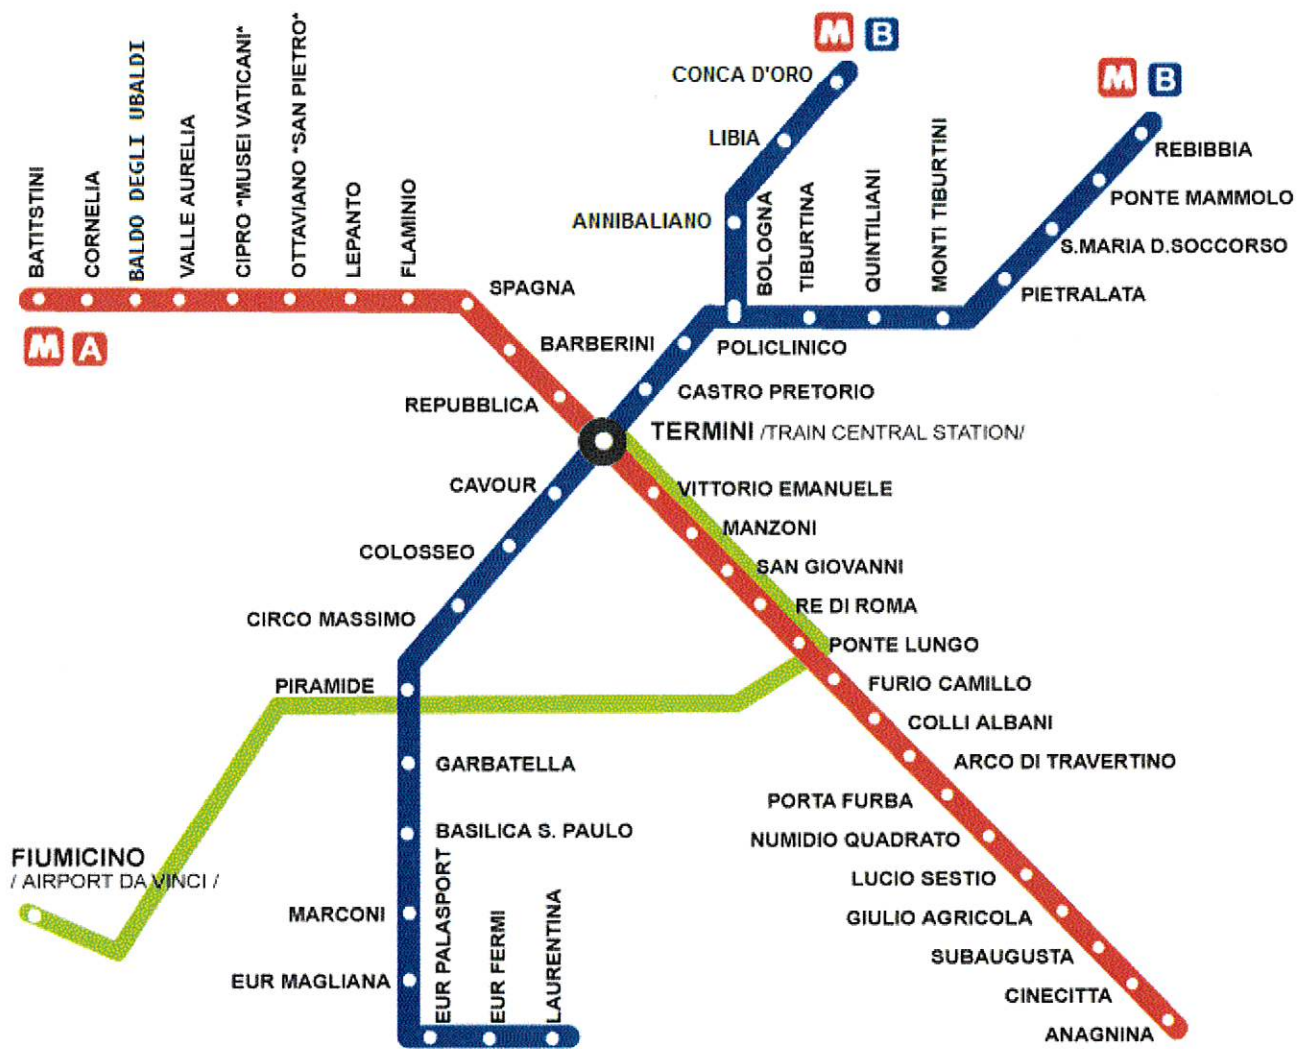 BATITSTINI
CORNELIA
BALDO DEGLI UBALDI
VALLE AURELIA
CIPRO "MUSEI VATICANI"
OTTAVIANO "SAN PIETRO"
LEPANTO
FLAMINIO
SPAGNA
BARBERINI
REPUBBLICA
M A
M B
CONCA D'ORO
LIBIA
ANNIBALIANO
BOLOGNA
TIBURTINA
QUINTILIANI
MONTI TIBURTINI
M B
REBIBBIA
PONTE MAMMOLO
S.MARIA D.SOCCORSO
PIETRALATA
POLICLINICO
CASTRO PRETORIO
TERMINI /TRAIN CENTRAL STATION/
VITTORIO EMANUELE
MANZONI
SAN GIOVANNI
RE DI ROMA
PONTE LUNGO
FURIO CAMILLO
COLLI ALBANI
ARCO DI TRAVERTINO
PORTA FURBA
NUMIDIO QUADRATO
LUCIO SESTIO
GIULIO AGRICOLA
SUBAUGUSTA
CINECITTA
ANAGNINA
CAVOUR
COLOSSEO
CIRCO MASSIMO
PIRAMIDE
GARBATELLA
BASILICA S. PAULO
MARCONI
EUR MAGLIANA
EUR PALASPORT
EUR FERMI
LAURENTINA
FIUMICINO
/ AIRPORT DA VINCI /